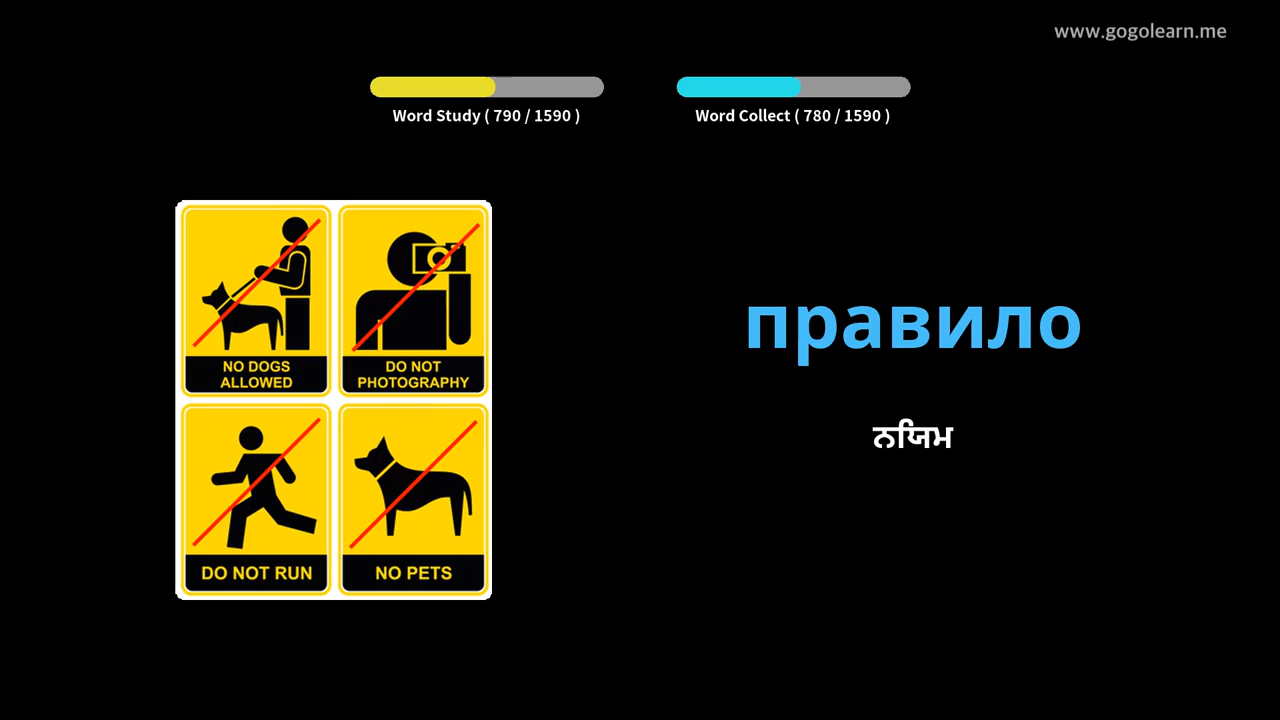 www.gogolearn.me
Word Study ( 790 / 1590 )
Word Collect ( 780 / 1590 )
NO DOGS
ALLOWED
DO NOT
PHOTOGRAPHY
DO NOT RUN
NO PETS
правило
ਨਿਯਮ